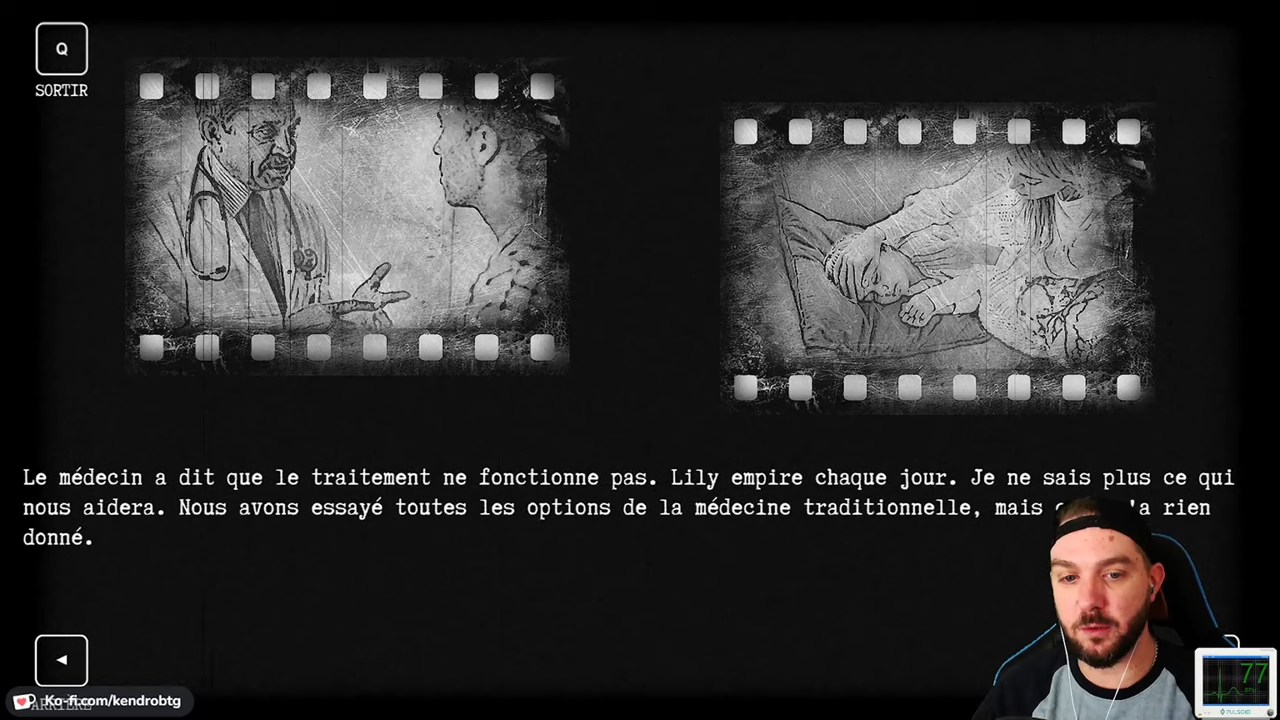 Q
SORTIR
Le médecin a dit que le traitement ne fonctionne pas. Lily empire chaque jour. Je ne sais plus ce qui
nous aidera. Nous avons essayé toutes les options de la médecine traditionnelle, mais 'a rien
donné.
Ko-fi.com/kendrobtg
77
PULSOID